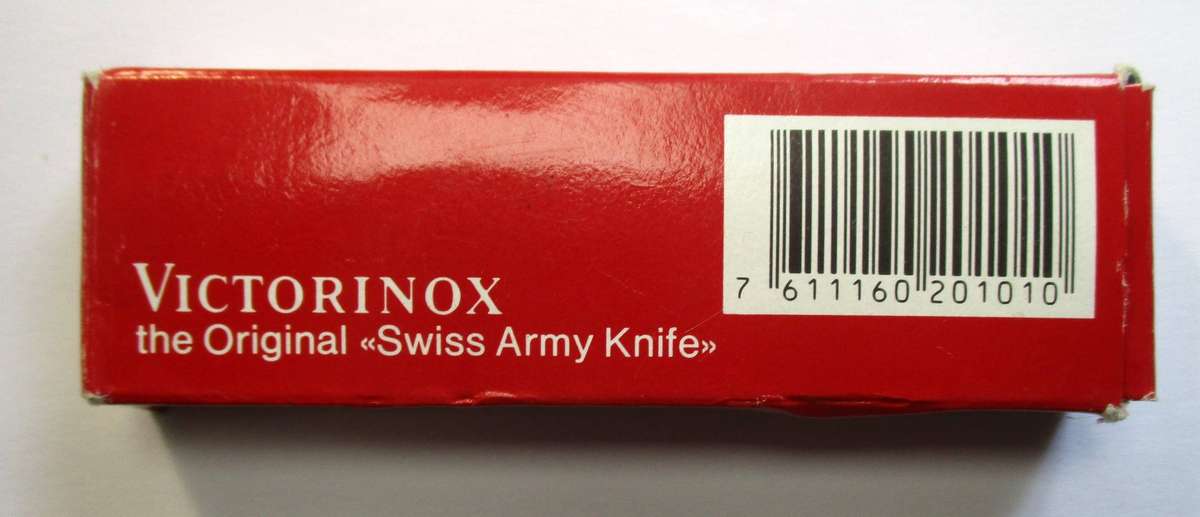 VICTORINOX
the Original «Swiss Army Knife»
7 611160 201010